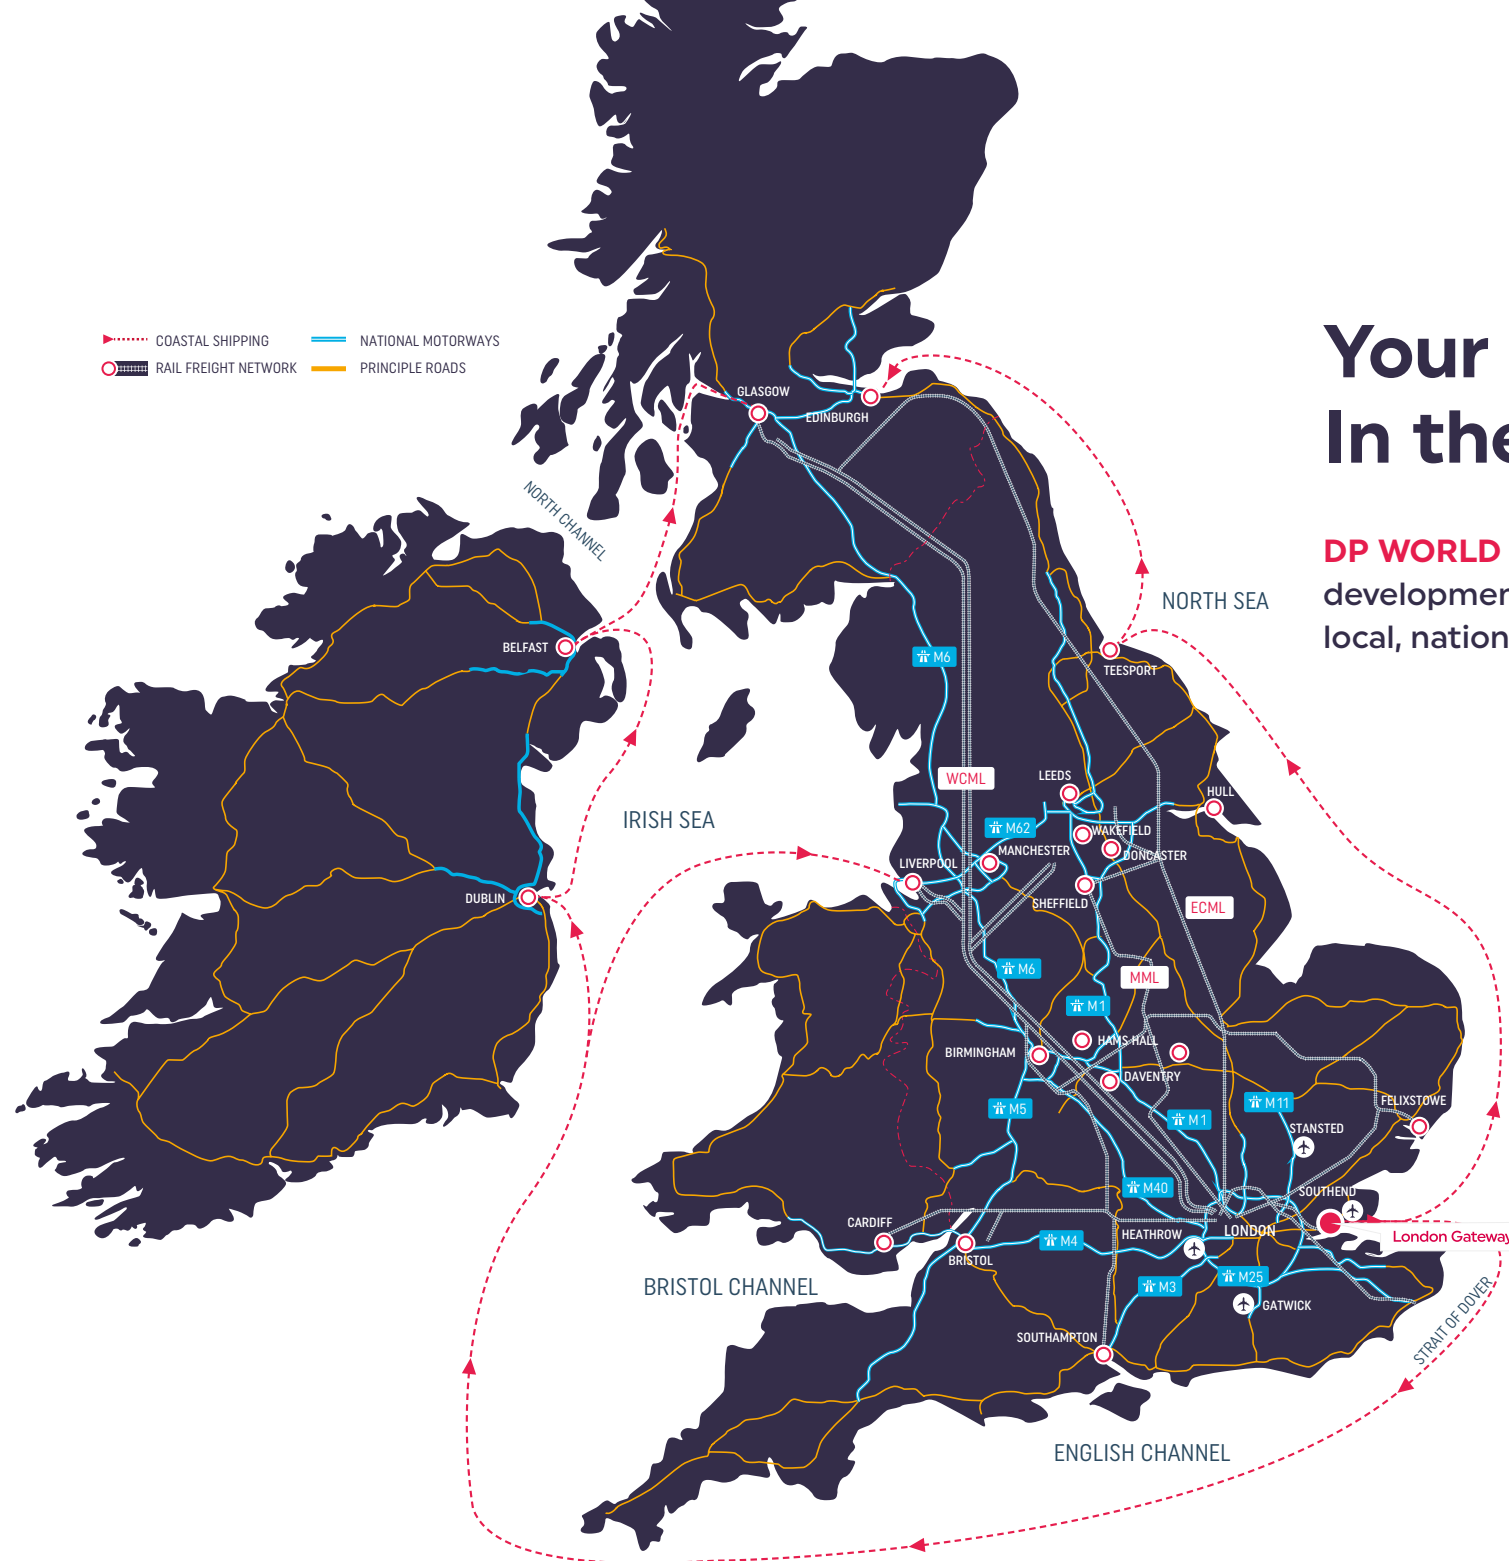 COASTAL SHIPPING
NATIONAL MOTORWAYS
RAIL FREIGHT NETWORK
PRINCIPLE ROADS
Your
In the
DP WORLD
developmen
local, nation
GLASGOW
EDINBURGH
NORTH CHANNEL
NORTH SEA
BELFAST
M6
TEESPORT
WCML
LEEDS
HULL
IRISH SEA
M62
WAKEFIELD
MANCHESTER
DONCASTER
LIVERPOOL
DUBLIN
SHEFFIELD
ECML
M6
MML
M1
HAMS HALL
BIRMINGHAM
DAVENTRY
M5
M1
M11
FELIXSTOWE
STANSTED
M40
SOUTHEND
CARDIFF
HEATHROW
LONDON
London Gateway
M4
BRISTOL
BRISTOL CHANNEL
M3
M25
GATWICK
SOUTHAMPTON
STRAIT OF DOVER
ENGLISH CHANNEL